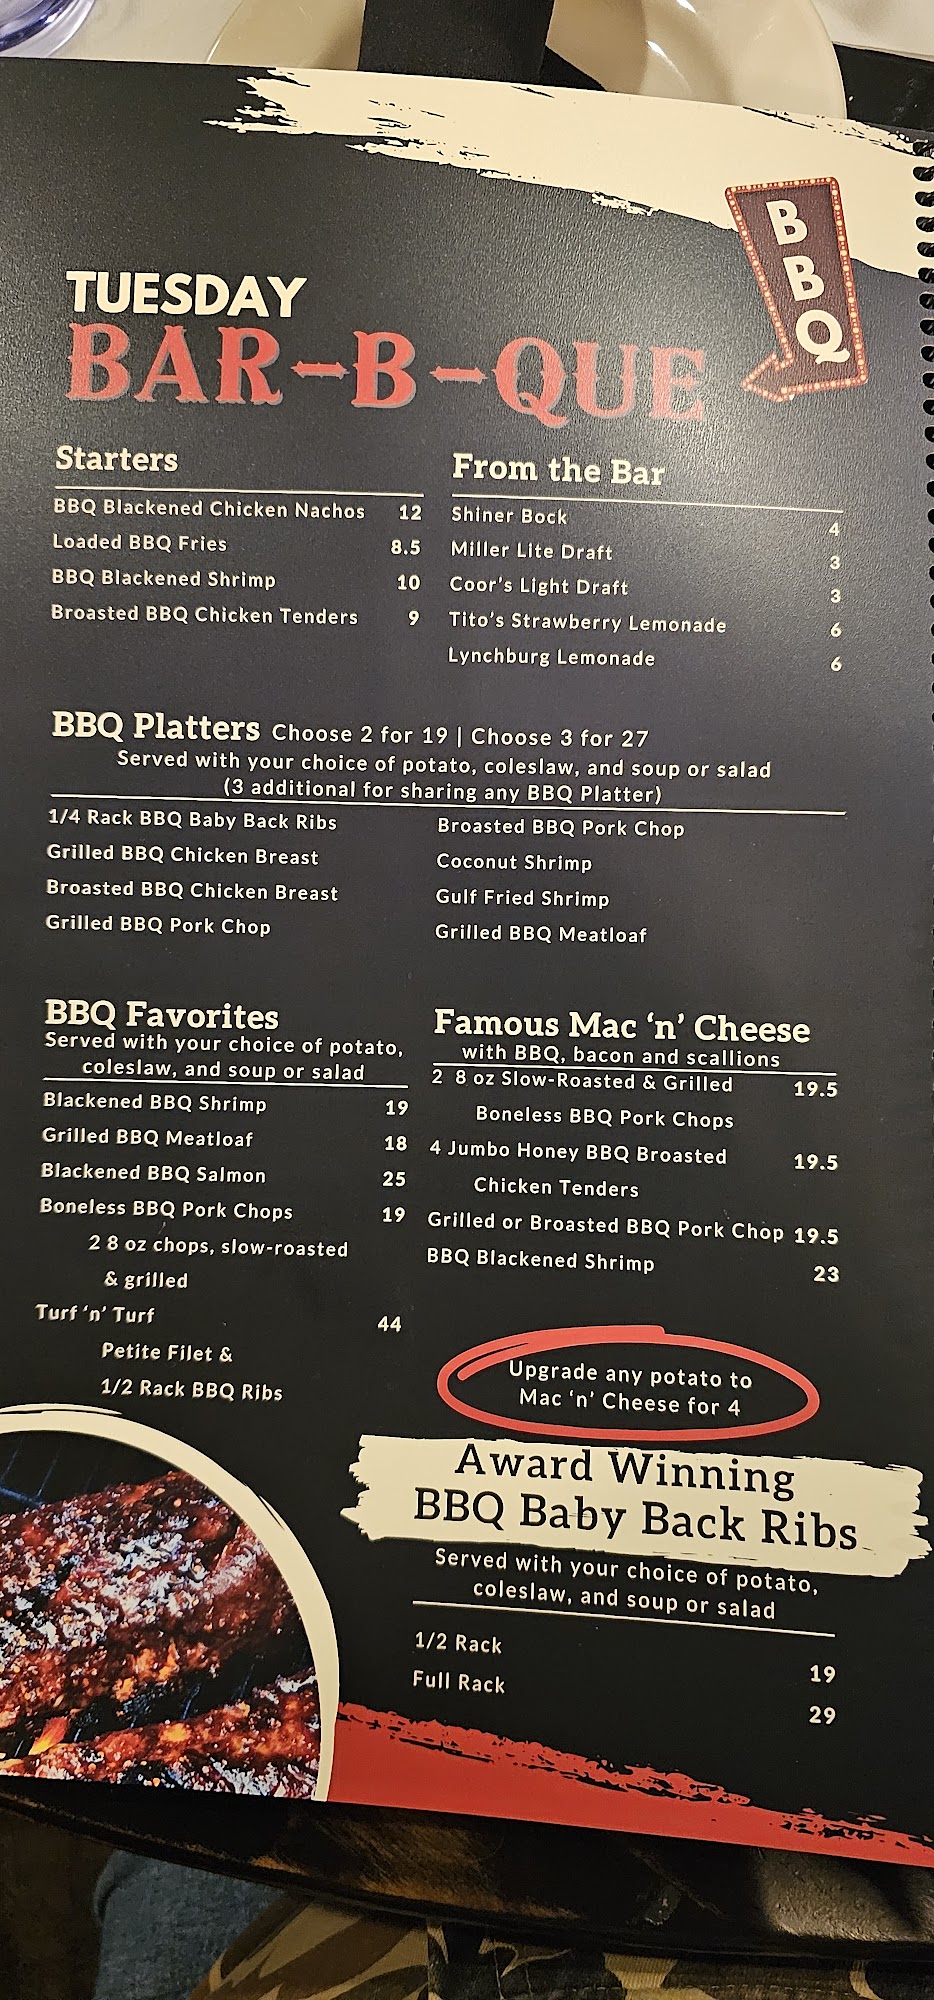 B
B
Q
TUESDAY
BAR-B-QUE
Starters
BBQ Blackened Chicken Nachos 12
Loaded BBQ Fries 8.5
BBQ Blackened Shrimp 10
Broasted BBQ Chicken Tenders 9
From the Bar
Shiner Bock 4
Miller Lite Draft 3
Coor's Light Draft 3
Tito's Strawberry Lemonade 6
Lynchburg Lemonade 6
BBQ Platters Choose 2 for 19 | Choose 3 for 27
Served with your choice of potato, coleslaw, and soup or salad
(3 additional for sharing any BBQ Platter)
1/4 Rack BBQ Baby Back Ribs
Grilled BBQ Chicken Breast
Broasted BBQ Chicken Breast
Grilled BBQ Pork Chop
Broasted BBQ Pork Chop
Coconut Shrimp
Gulf Fried Shrimp
Grilled BBQ Meatloaf
BBQ Favorites
Served with your choice of potato,
coleslaw, and soup or salad
Blackened BBQ Shrimp 19
Grilled BBQ Meatloaf 18
Blackened BBQ Salmon 25
Boneless BBQ Pork Chops 19
2 8 oz chops, slow-roasted
& grilled
Turf 'n' Turf 44
Petite Filet &
1/2 Rack BBQ Ribs
Famous Mac 'n' Cheese
with BBQ, bacon and scallions
2 8 oz Slow-Roasted & Grilled 19.5
Boneless BBQ Pork Chops
4 Jumbo Honey BBQ Broasted 19.5
Chicken Tenders
Grilled or Broasted BBQ Pork Chop 19.5
BBQ Blackened Shrimp 23
Upgrade any potato to
Mac 'n' Cheese for 4
Award Winning
BBQ Baby Back Ribs
Served with your choice of potato,
coleslaw, and soup or salad
1/2 Rack 19
Full Rack 29